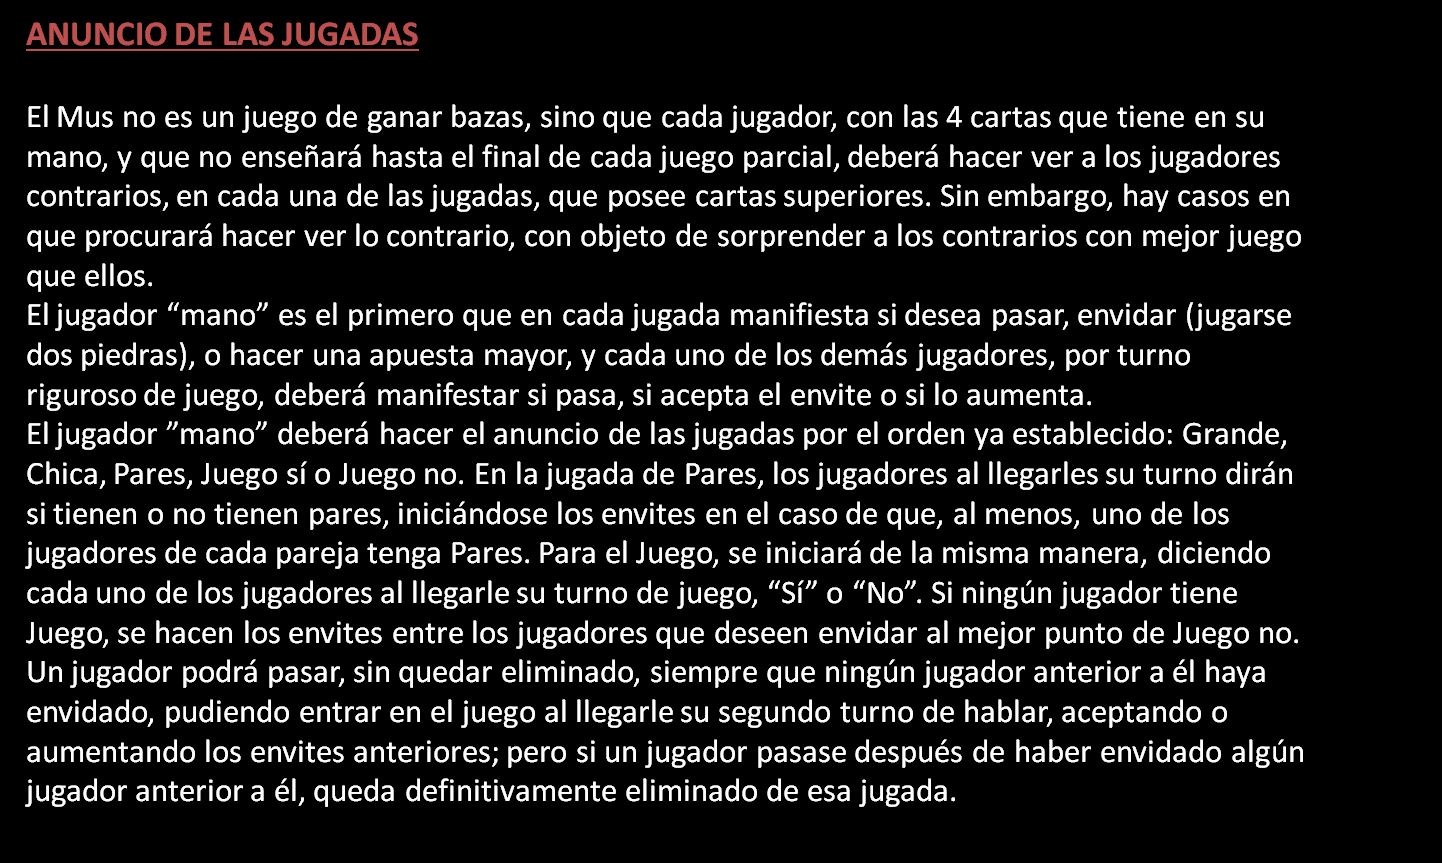 ANUNCIO DE LAS JUGADAS
El Mus no es un juego de ganar bazas, sino que cada jugador, con las 4 cartas que tiene en su
mano, y que no enseñará hasta el final de cada juego parcial, deberá hacer ver a los jugadores
contrarios, en cada una de las jugadas, que posee cartas superiores. Sin embargo, hay casos en
que procurará hacer ver lo contrario, con objeto de sorprender a los contrarios con mejor juego
que ellos.
El jugador “mano” es el primero que en cada jugada manifiesta si desea pasar, envidar (jugarse
dos piedras), o hacer una apuesta mayor, y cada uno de los demás jugadores, por turno
riguroso de juego, deberá manifestar si pasa, si acepta el envite o si lo aumenta.
El jugador ”mano” deberá hacer el anuncio de las jugadas por el orden ya establecido: Grande,
Chica, Pares, Juego sí o Juego no. En la jugada de Pares, los jugadores al llegarles su turno dirán
si tienen o no tienen pares, iniciándose los envites en el caso de que, al menos, uno de los
jugadores de cada pareja tenga Pares. Para el Juego, se iniciará de la misma manera, diciendo
cada uno de los jugadores al llegarle su turno de juego, “Sí” o “No”. Si ningún jugador tiene
Juego, se hacen los envites entre los jugadores que deseen envidar al mejor punto de Juego no.
Un jugador podrá pasar, sin quedar eliminado, siempre que ningún jugador anterior a él haya
envidado, pudiendo entrar en el juego al llegarle su segundo turno de hablar, aceptando o
aumentando los envites anteriores; pero si un jugador pasase después de haber envidado algún
jugador anterior a él, queda definitivamente eliminado de esa jugada.